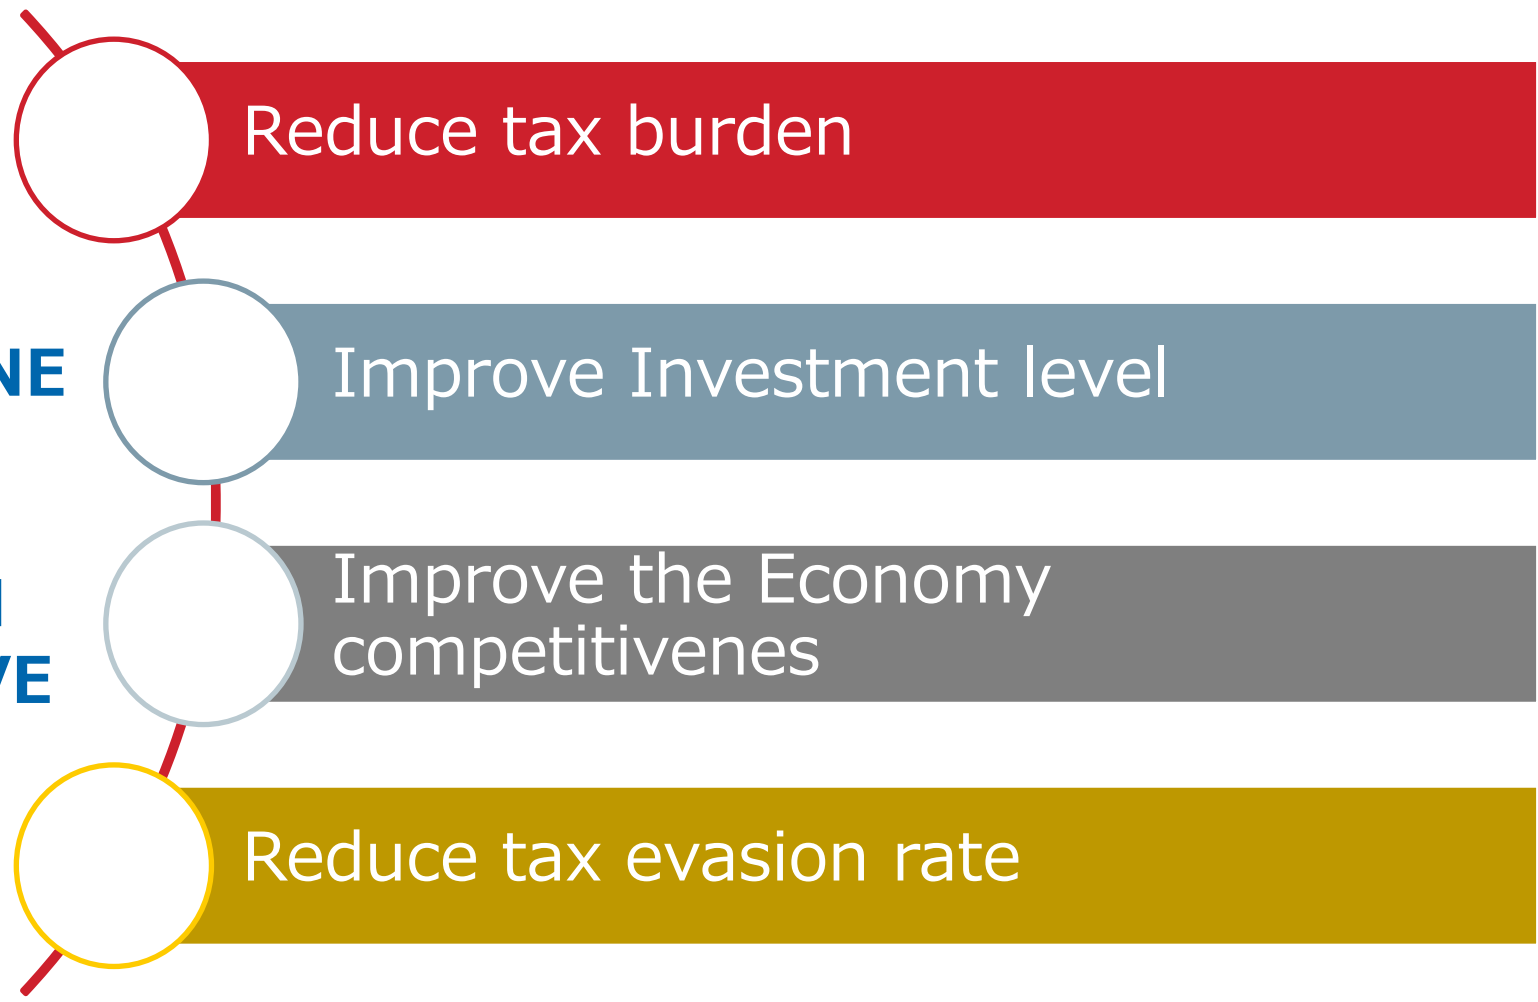 Reduce tax burden
NE
Improve Investment level
Improve the Economy
competitivenes
VE
Reduce tax evasion rate